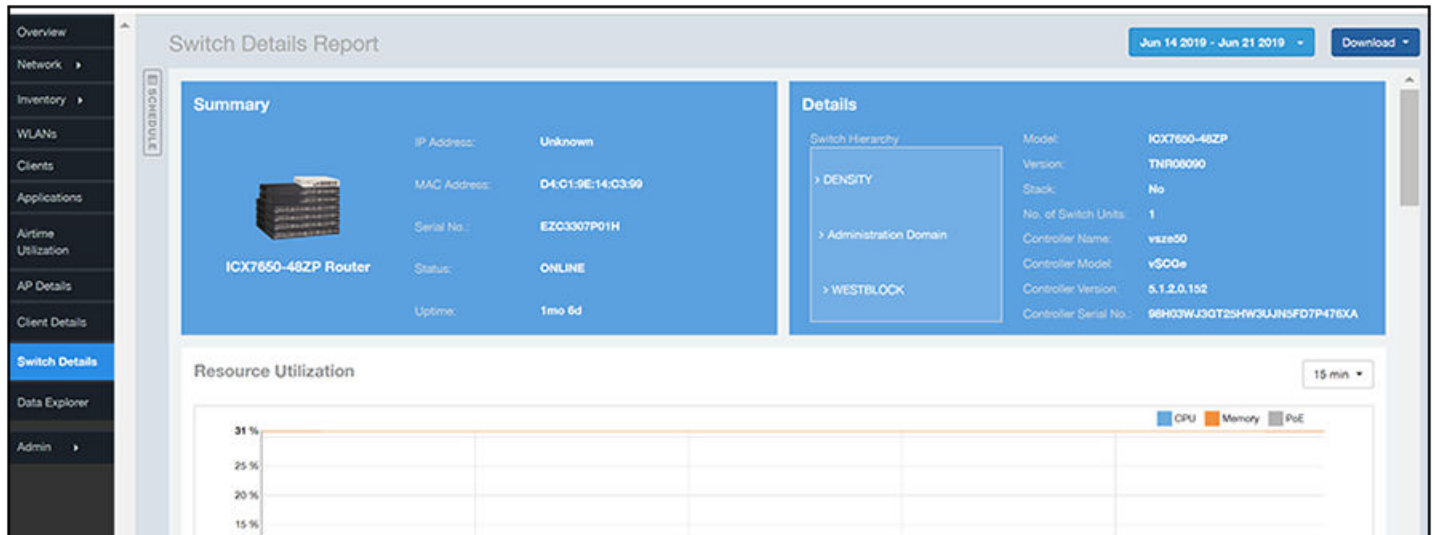 Overview
Network
Inventory
WLANs
Clients
Applications
Airtime
Utilization
AP Details
Client Details
Switch Details
Data Explorer
Admin
Switch Details Report
Jun 14 2019 - Jun 21 2019
Download
SCHEDULE
Summary
ICX7650-48ZP Router
IP Address: Unknown
MAC Address: D4:C1:9E:14:C3:99
Serial No.: EZC3307P01H
Status: ONLINE
Uptime: 1mo 6d
Details
Switch Hierarchy
> DENSITY
> Administration Domain
> WESTBLOCK
Model: ICX7650-48ZP
Version: TNR08090
Stack: No
No. of Switch Units: 1
Controller Name: vsze50
Controller Model: vSCGe
Controller Version: 5.1.2.0.152
Controller Serial No.: 98H03WJ3GT25HW3UJN5FD7P476XA
Resource Utilization
15 min
CPU Memory PoE
31 %
25 %
20 %
15 %